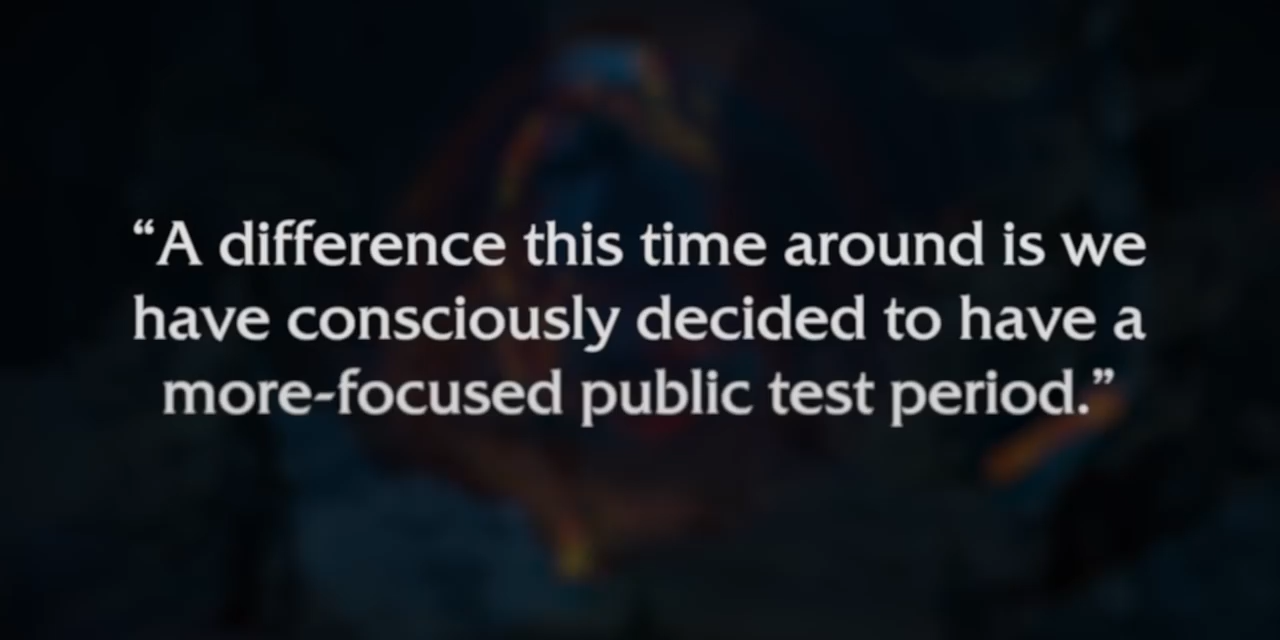 “A difference this time around is we
have consciously decided to have a
more-focused public test period.”